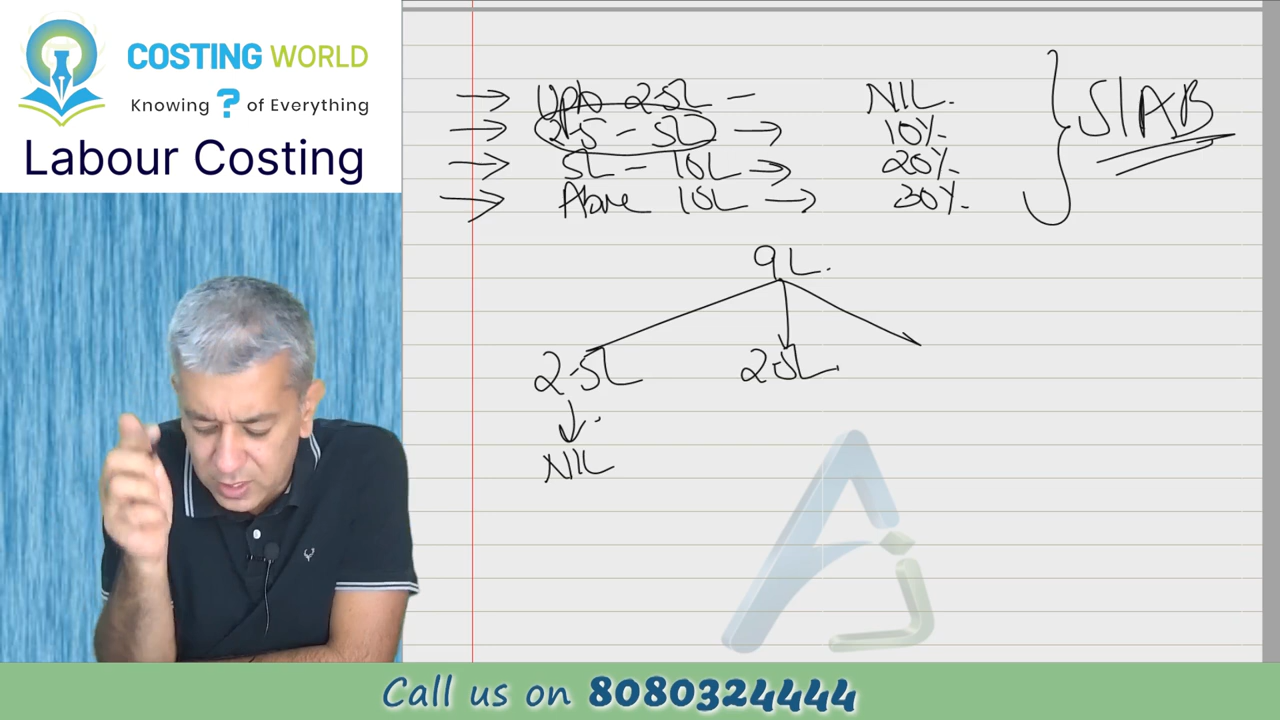 COSTING WORLD
Knowing ? of Everything
Labour Costing
→ Upto 2.5L - NIL.
→ 2.5 - 5L → 10%.
→ 5L - 10L → 20%.
→ Above 10L → 30%.
SLAB
9L.
2.5L 2.5L
NIL
Call us on 8080324444